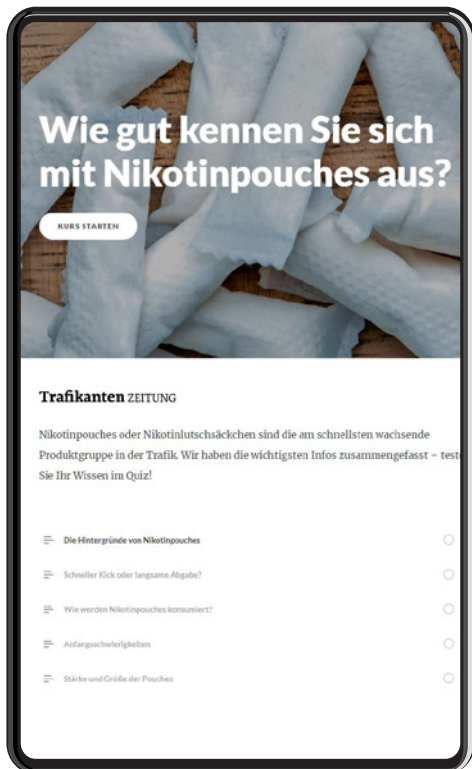 Wie gut kennen Sie sich
mit Nikotinpouches aus?
KURS STARTEN
Trafikanten ZEITUNG
Nikotinpouches oder Nikotinlutschsäckchen sind die am schnellsten wachsende
Produktgruppe in der Trafik. Wir haben die wichtigsten Infos zusammengefasst – test
Sie Ihr Wissen im Quiz!
Die Hintergründe von Nikotinpouches
Schneller Kick oder langsame Abgabe?
Wie werden Nikotinpouches konsumiert?
Anfangsschwierigkeiten
Stärke und Größe der Pouches